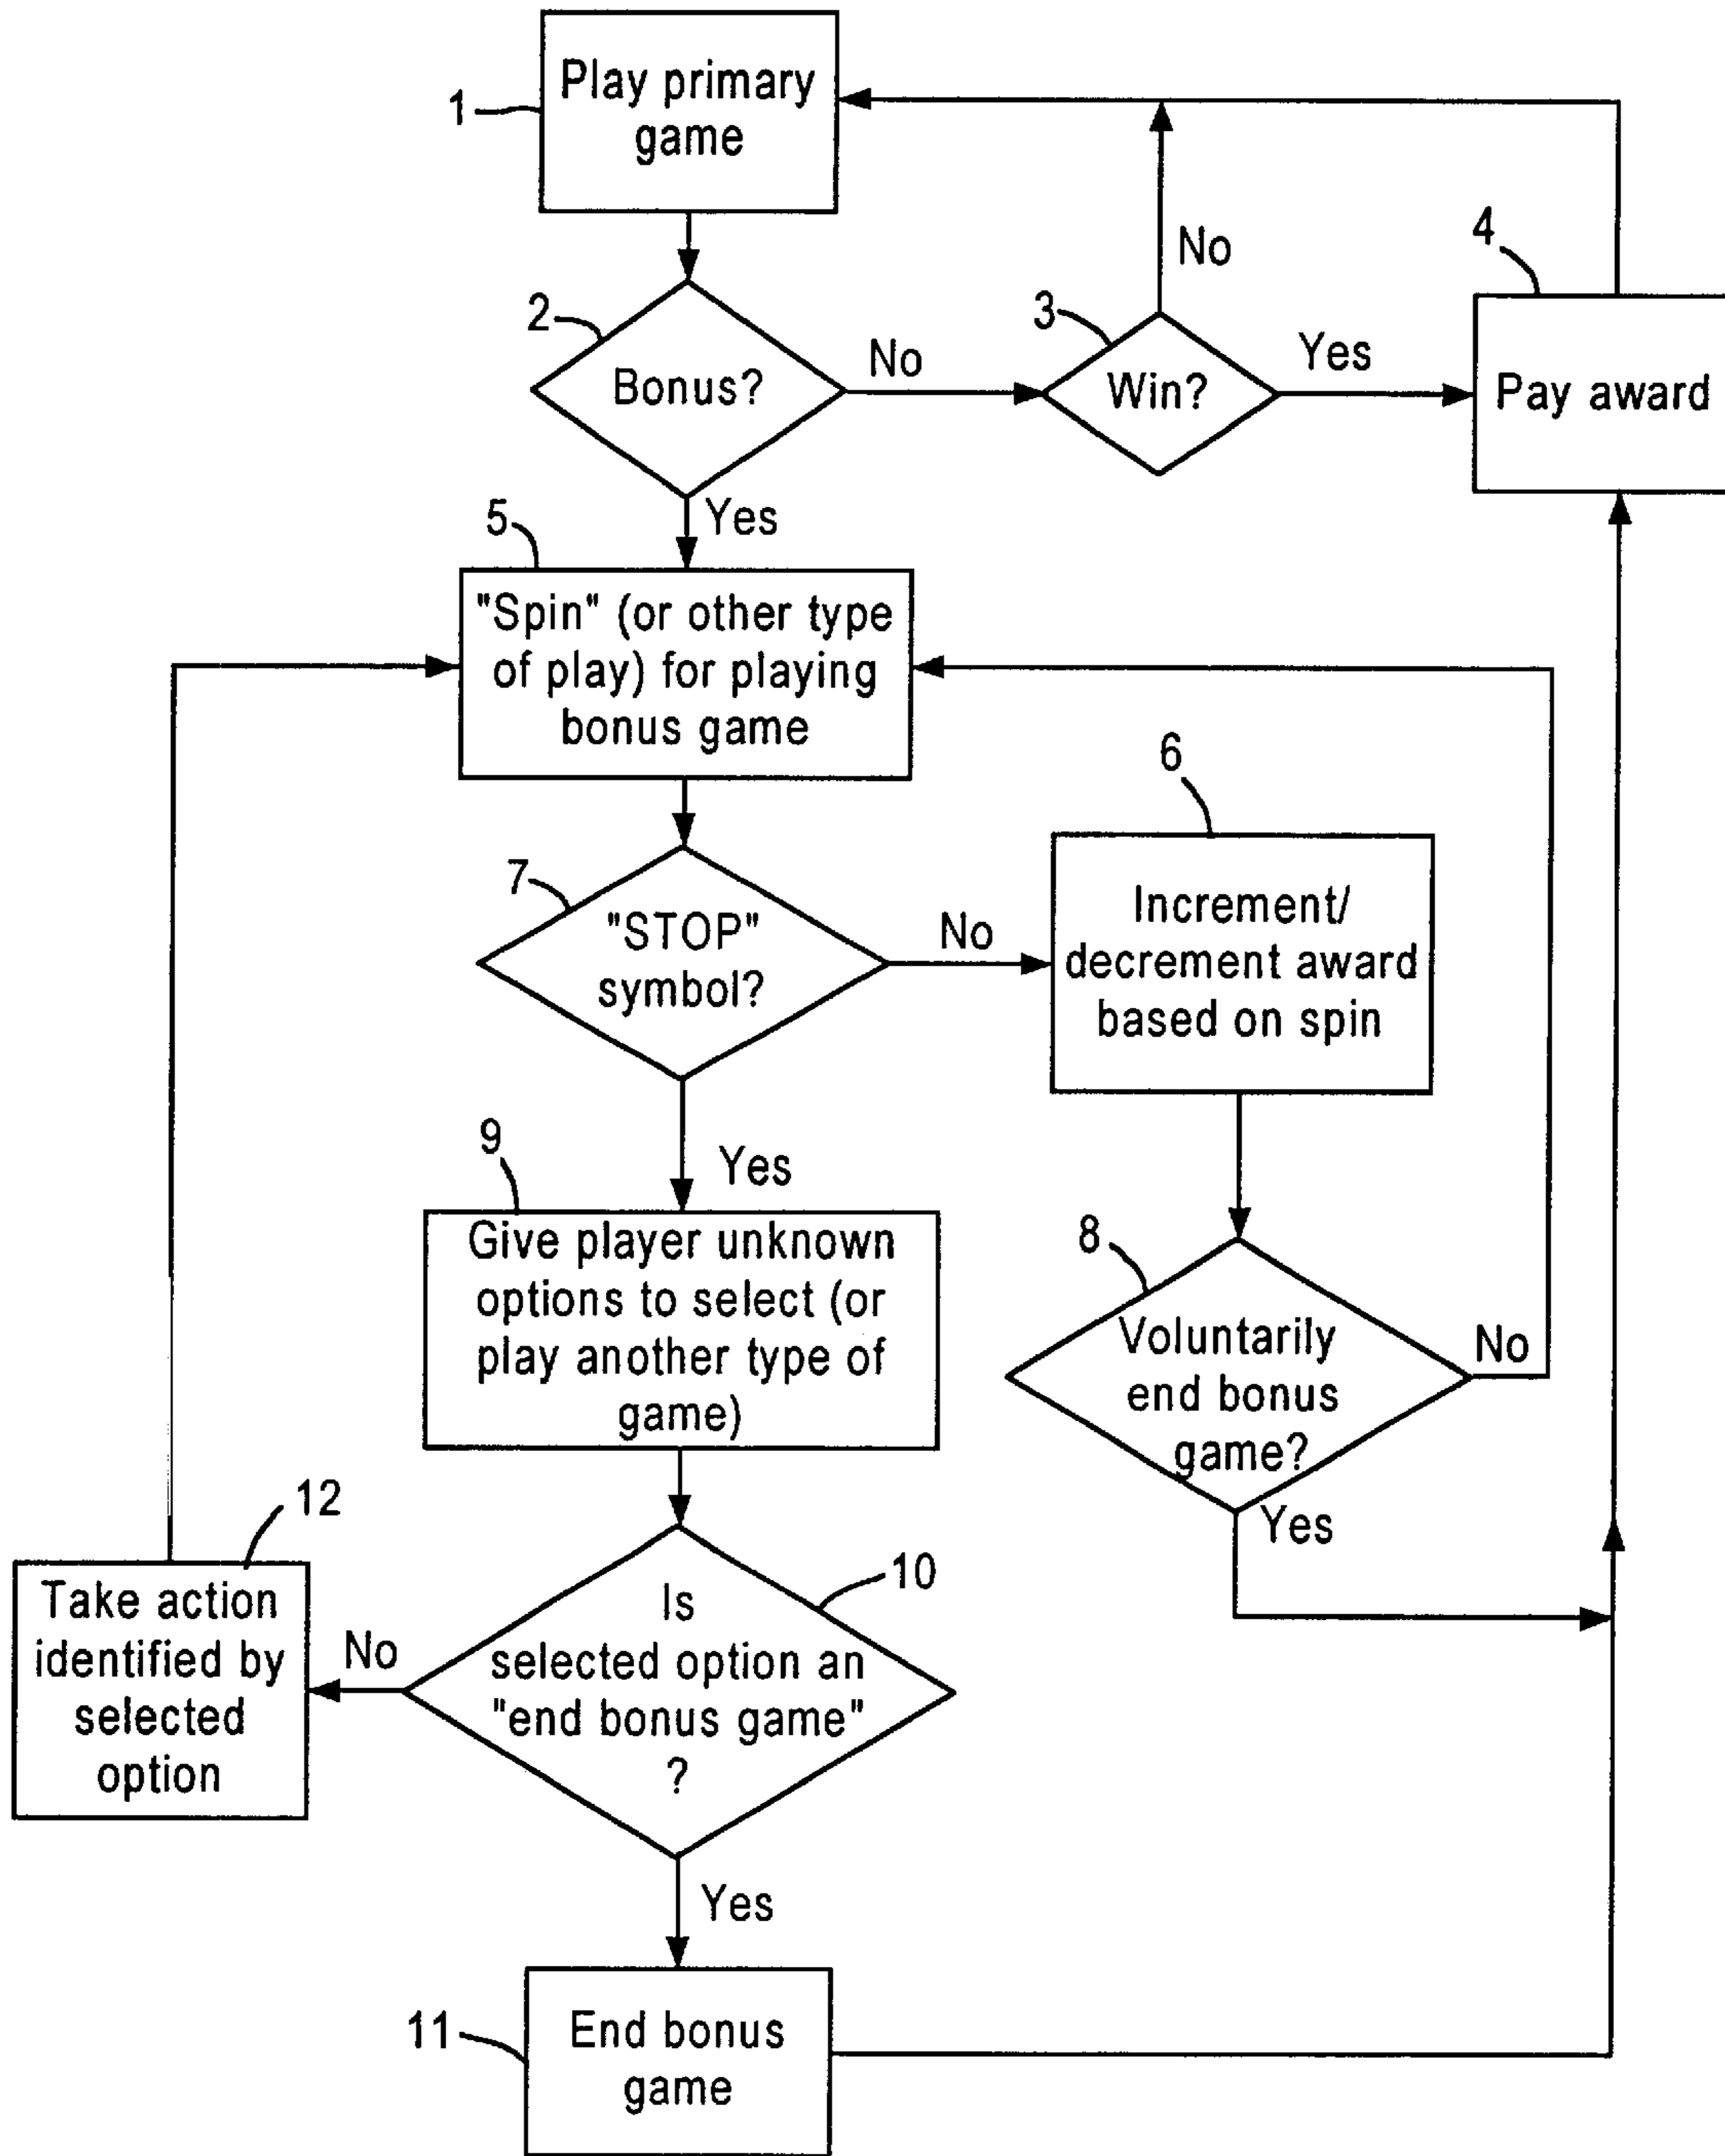 Play primary
game
1
No
4
2
3
Bonus?
No
Win?
Yes
Pay award
Yes
5
"Spin" (or other type
of play) for playing
bonus game
6
7
"STOP"
symbol?
No
Increment/
decrement award
based on spin
Yes
9
Give player unknown
options to select (or
play another type of
game)
8
Voluntarily
end bonus
game?
No
Yes
12
Take action
identified by
selected
option
No
10
Is
selected option an
"end bonus game"
?
Yes
11
End bonus
game